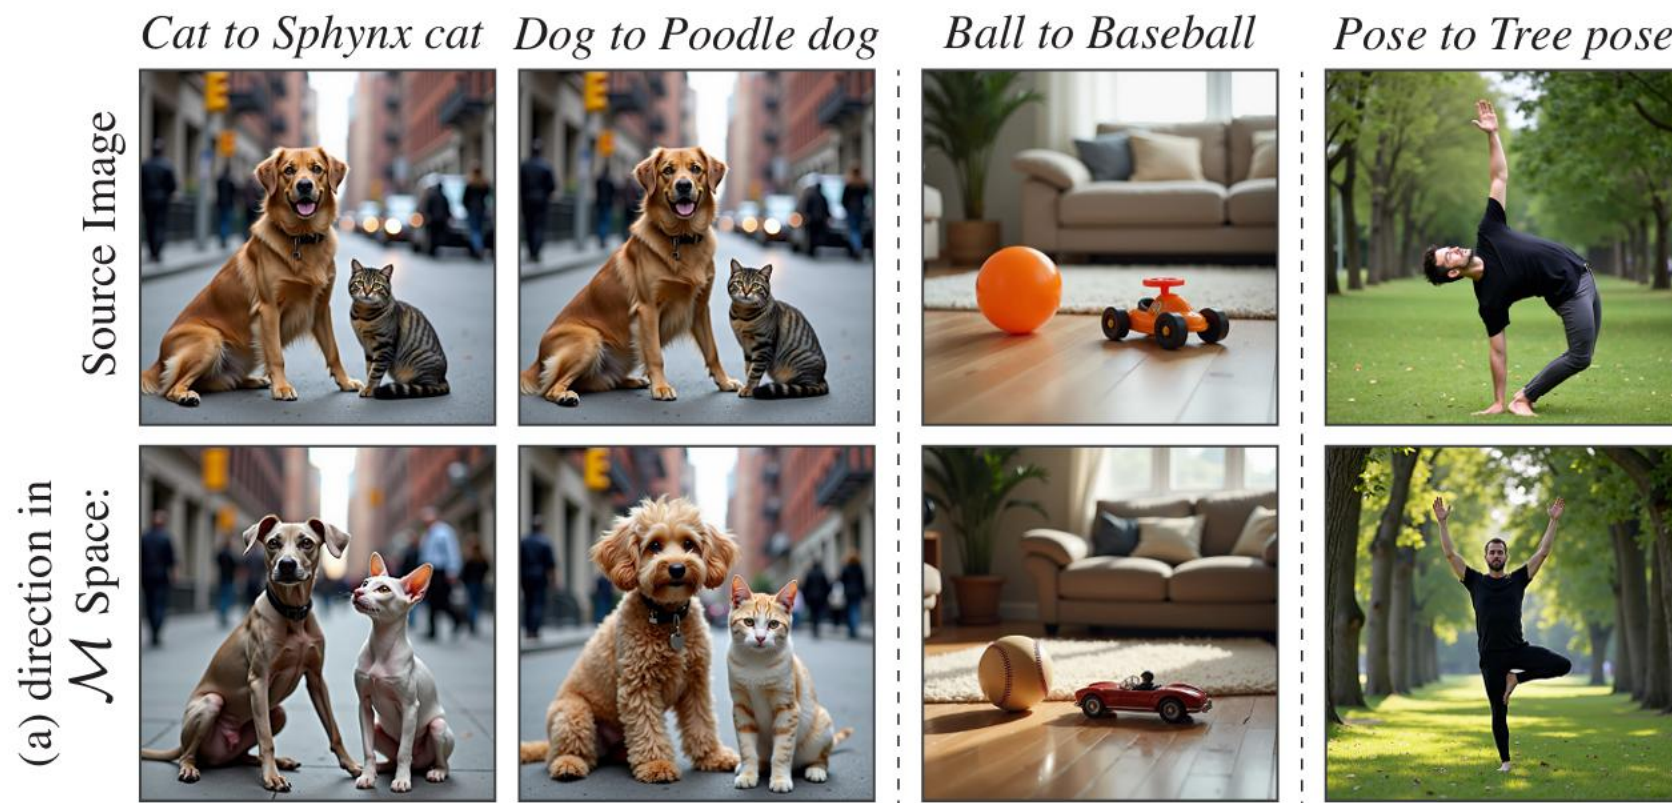 Cat to Sphynx cat
Dog to Poodle dog
Ball to Baseball
Pose to Tree pose
Source Image
(a) direction in
ℳ Space: